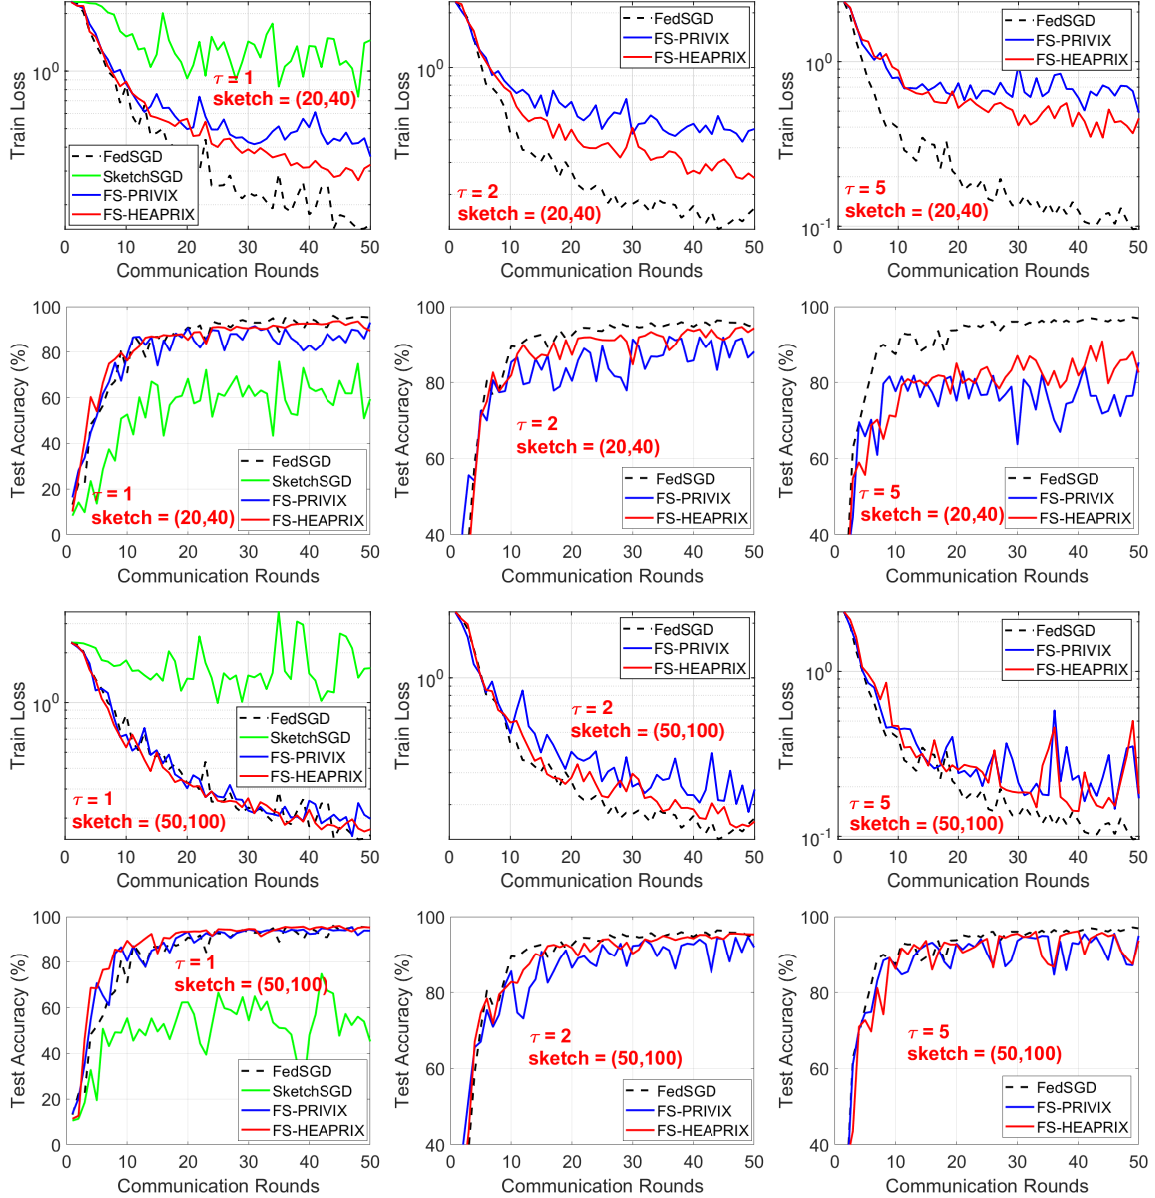 Train Loss
10^0
τ = 1
sketch = (20,40)
FedSGD
SketchSGD
FS-PRIVIX
FS-HEAPRIX
0 10 20 30 40 50
Communication Rounds
Train Loss
10^0
FedSGD
FS-PRIVIX
FS-HEAPRIX
τ = 2
sketch = (20,40)
0 10 20 30 40 50
Communication Rounds
Train Loss
10^0
10^-1
FedSGD
FS-PRIVIX
FS-HEAPRIX
τ = 5
sketch = (20,40)
0 10 20 30 40 50
Communication Rounds
Test Accuracy (%)
100
80
60
40
20
0
FedSGD
SketchSGD
FS-PRIVIX
FS-HEAPRIX
τ = 1
sketch = (20,40)
0 10 20 30 40 50
Communication Rounds
Test Accuracy (%)
100
80
60
40
τ = 2
sketch = (20,40)
FedSGD
FS-PRIVIX
FS-HEAPRIX
0 10 20 30 40 50
Communication Rounds
Test Accuracy (%)
100
80
60
40
FedSGD
FS-PRIVIX
FS-HEAPRIX
τ = 5
sketch = (20,40)
0 10 20 30 40 50
Communication Rounds
Train Loss
10^0
FedSGD
SketchSGD
FS-PRIVIX
FS-HEAPRIX
τ = 1
sketch = (50,100)
0 10 20 30 40 50
Communication Rounds
Train Loss
10^0
FedSGD
FS-PRIVIX
FS-HEAPRIX
τ = 2
sketch = (50,100)
0 10 20 30 40 50
Communication Rounds
Train Loss
10^0
10^-1
FedSGD
FS-PRIVIX
FS-HEAPRIX
τ = 5
sketch = (50,100)
0 10 20 30 40 50
Communication Rounds
Test Accuracy (%)
100
80
60
40
20
0
τ = 1
sketch = (50,100)
FedSGD
SketchSGD
FS-PRIVIX
FS-HEAPRIX
0 10 20 30 40 50
Communication Rounds
Test Accuracy (%)
100
80
60
40
τ = 2
sketch = (50,100)
FedSGD
FS-PRIVIX
FS-HEAPRIX
0 10 20 30 40 50
Communication Rounds
Test Accuracy (%)
100
80
60
40
τ = 5
sketch = (50,100)
FedSGD
FS-PRIVIX
FS-HEAPRIX
0 10 20 30 40 50
Communication Rounds